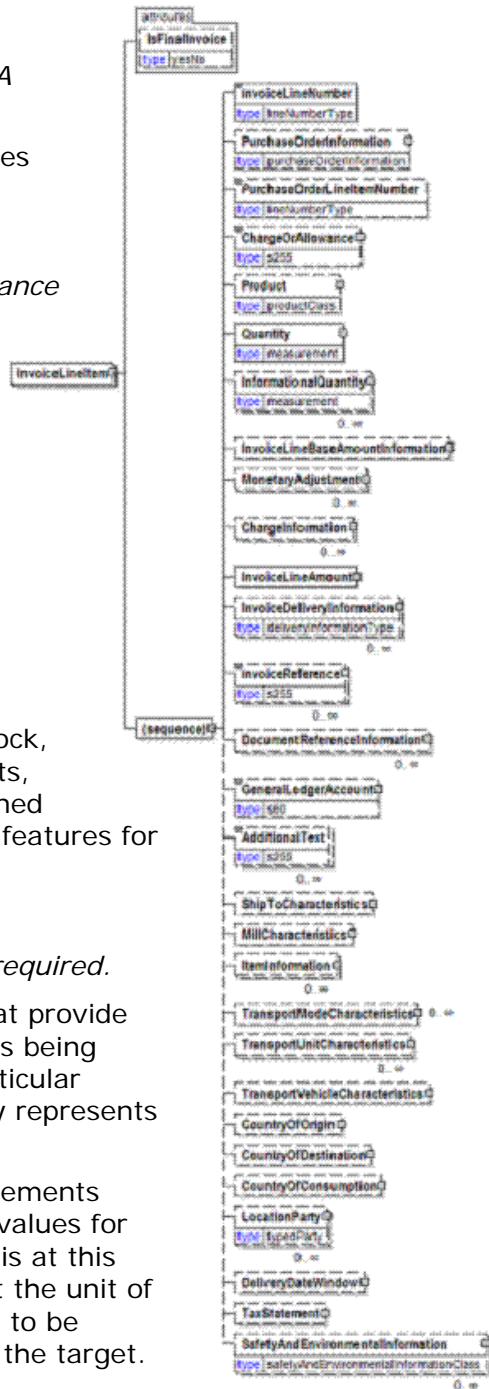 attributes
IsFinalInvoice
type yesNo
A
es
ance
InvoiceLineItem
ock,
ts,
ned
features for
required.
at provide
s being
ticular
y represents
ements
values for
is at this
t the unit of
to be
the target.
(sequence)
InvoiceLineNumber
type lineNumberType
PurchaseOrderInformation
type purchaseOrderInformation
PurchaseOrderLineItemNumber
type lineNumberType
ChargeOrAllowance
type s255
Product
type productClass
Quantity
type measurement
InformationalQuantity
type measurement
0..∞
InvoiceLineBaseAmountInformation
MonetaryAdjustment
0..∞
ChargeInformation
0..∞
InvoiceLineAmount
InvoiceDeliveryInformation
type deliveryInformationType
0..∞
InvoiceReference
type s255
0..∞
DocumentReferenceInformation
0..∞
GeneralLedgerAccount
type s80
AdditionalText
type s255
0..∞
ShipToCharacteristics
MillCharacteristics
ItemInformation
0..∞
TransportModeCharacteristics 0..∞
TransportUnitCharacteristics
0..∞
TransportVehicleCharacteristics
CountryOfOrigin
CountryOfDestination
CountryOfConsumption
LocationParty
type typedParty
0..∞
DeliveryDateWindow
TaxStatement
SafetyAndEnvironmentalInformation
type safetyAndEnvironmentalInformationClass
0..∞